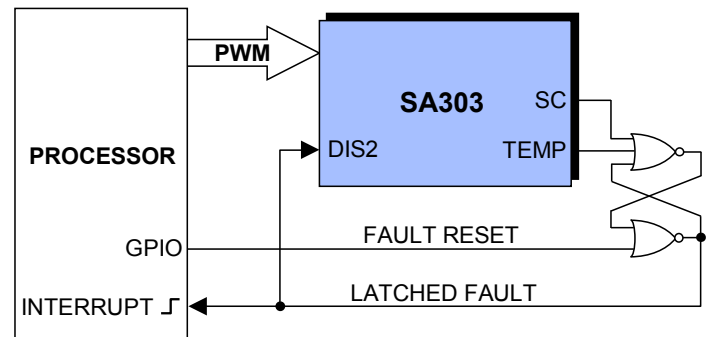 PWM
SA303
SC
PROCESSOR
DIS2
TEMP
GPIO
FAULT RESET
INTERRUPT
LATCHED FAULT